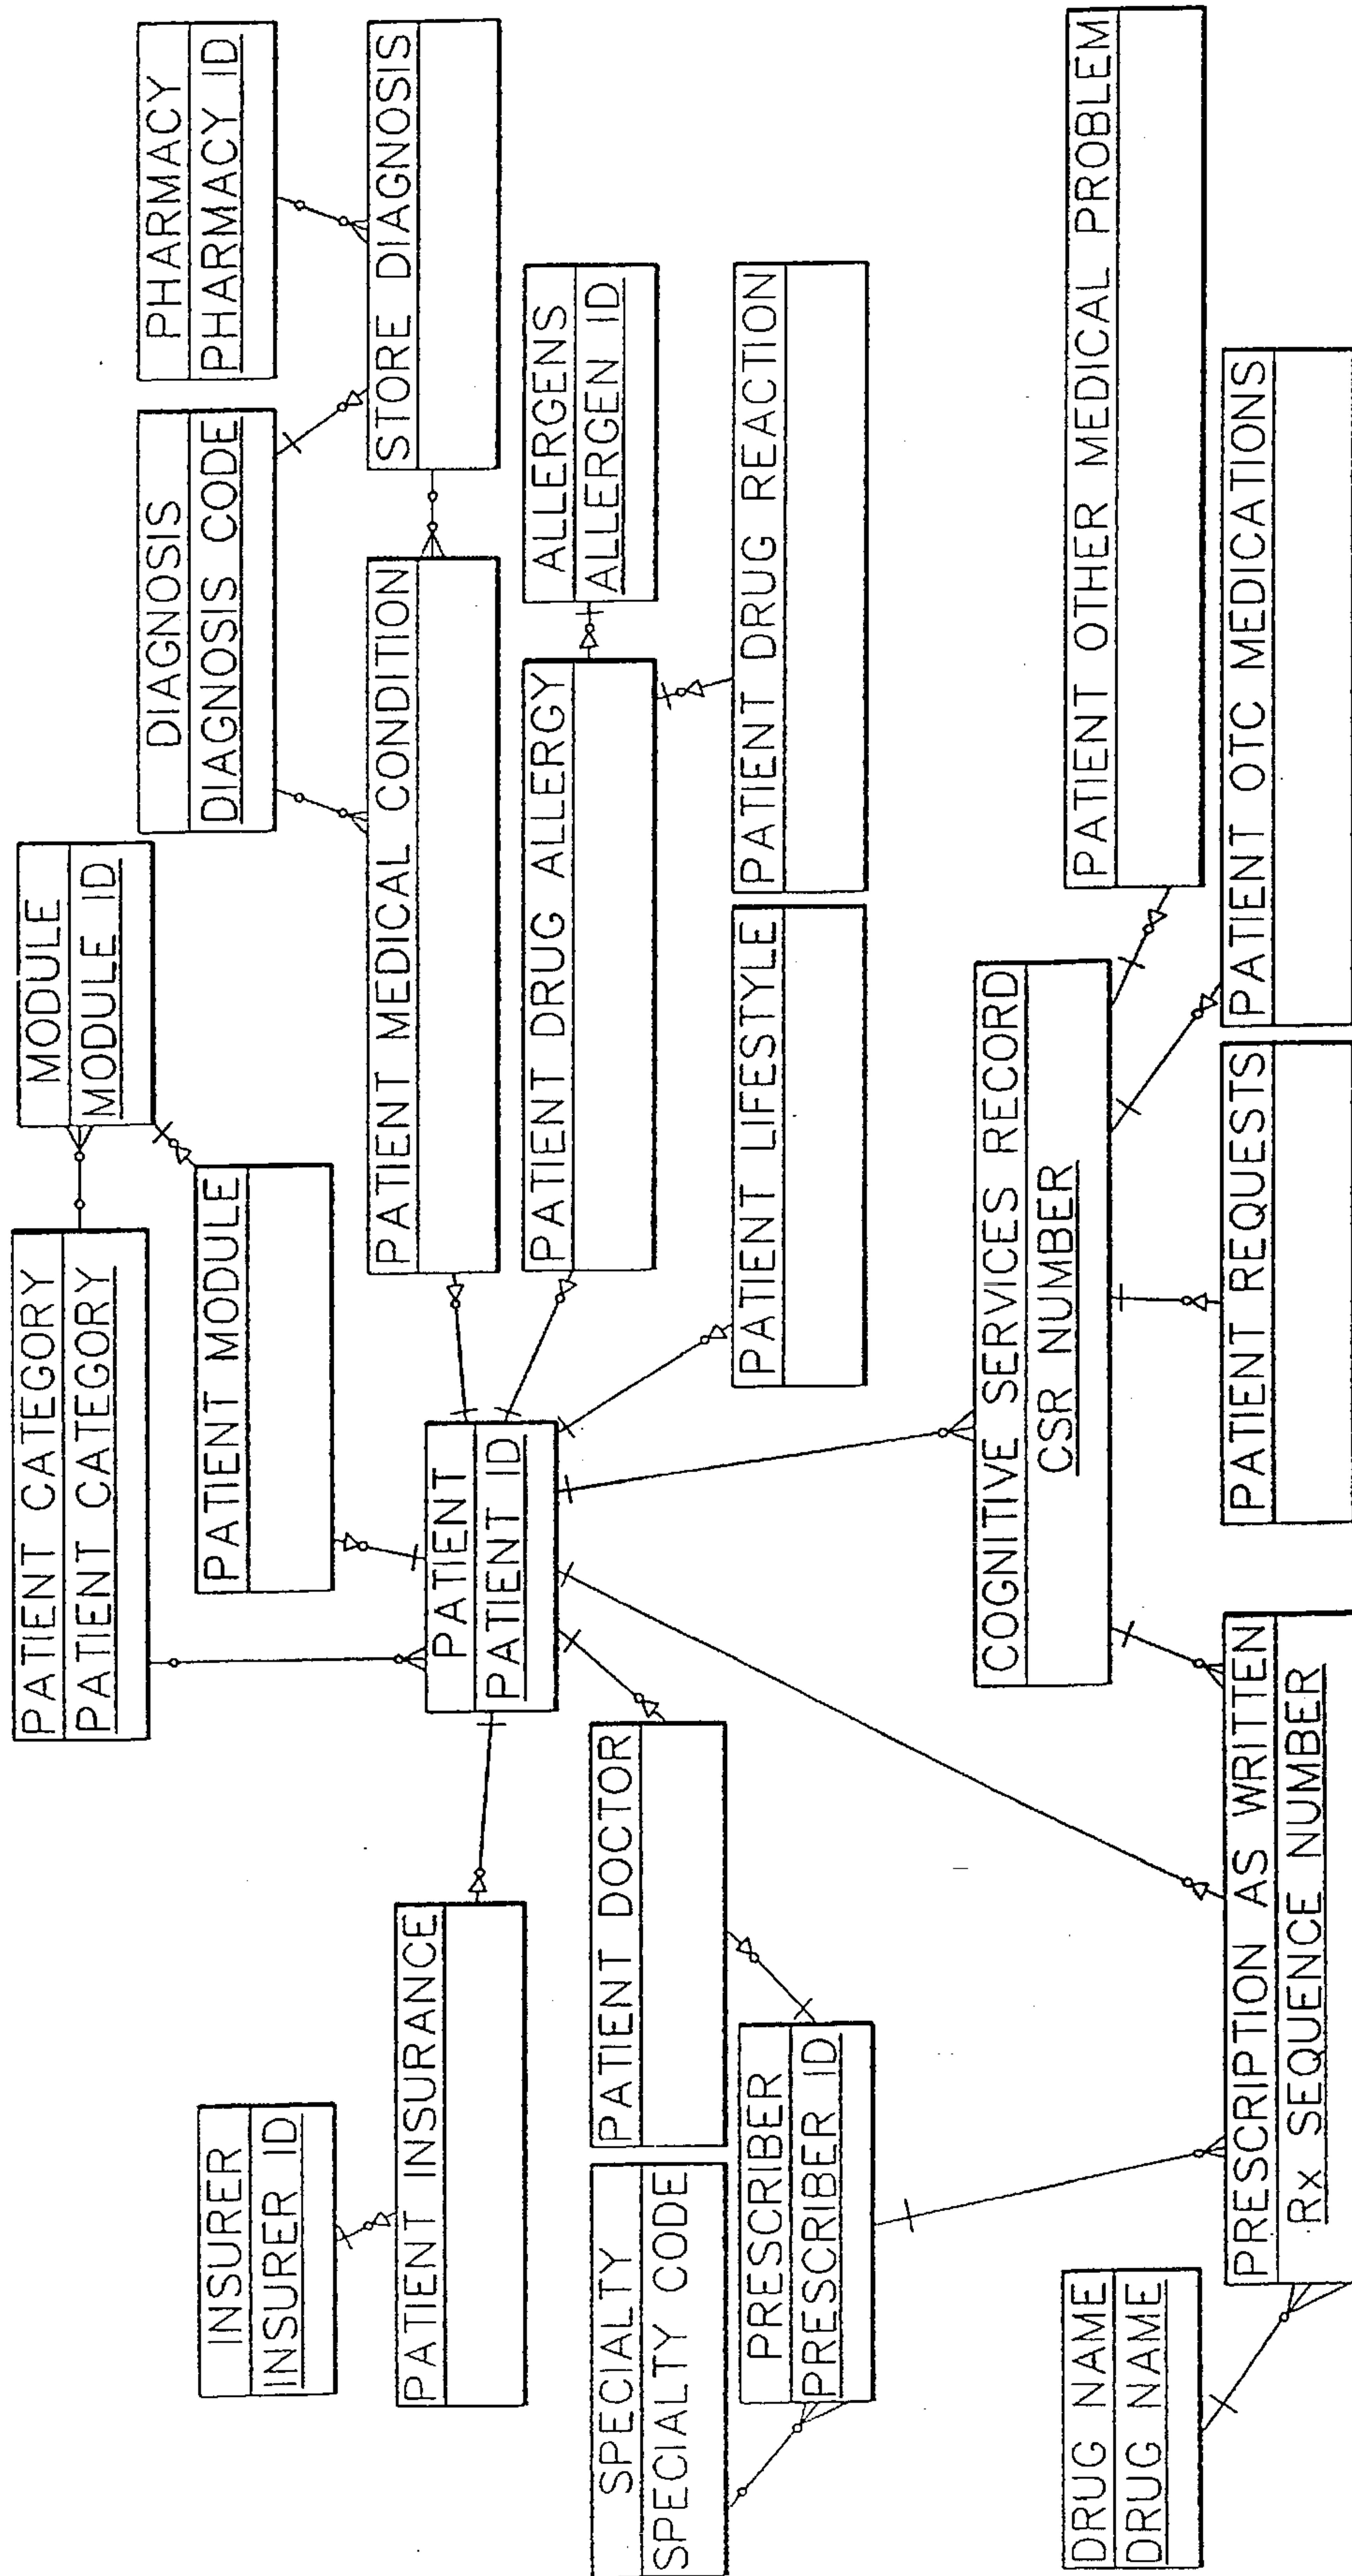 PATIENT CATEGORY
PATIENT CATEGORY
MODULE
MODULE ID
DIAGNOSIS
DIAGNOSIS CODE
PHARMACY
PHARMACY ID
INSURER
INSURER ID
PATIENT MODULE
PATIENT INSURANCE
PATIENT
PATIENT ID
PATIENT MEDICAL CONDITION
STORE DIAGNOSIS
PATIENT DRUG ALLERGY
ALLERGENS
ALLERGEN ID
SPECIALTY
SPECIALTY CODE
PATIENT DOCTOR
PRESCRIBER
PRESCRIBER ID
PATIENT LIFESTYLE
PATIENT DRUG REACTION
COGNITIVE SERVICES RECORD
CSR NUMBER
DRUG NAME
DRUG NAME
PATIENT OTHER MEDICAL PROBLEM
PRESCRIPTION AS WRITTEN
Rx SEQUENCE NUMBER
PATIENT REQUESTS
PATIENT OTC MEDICATIONS